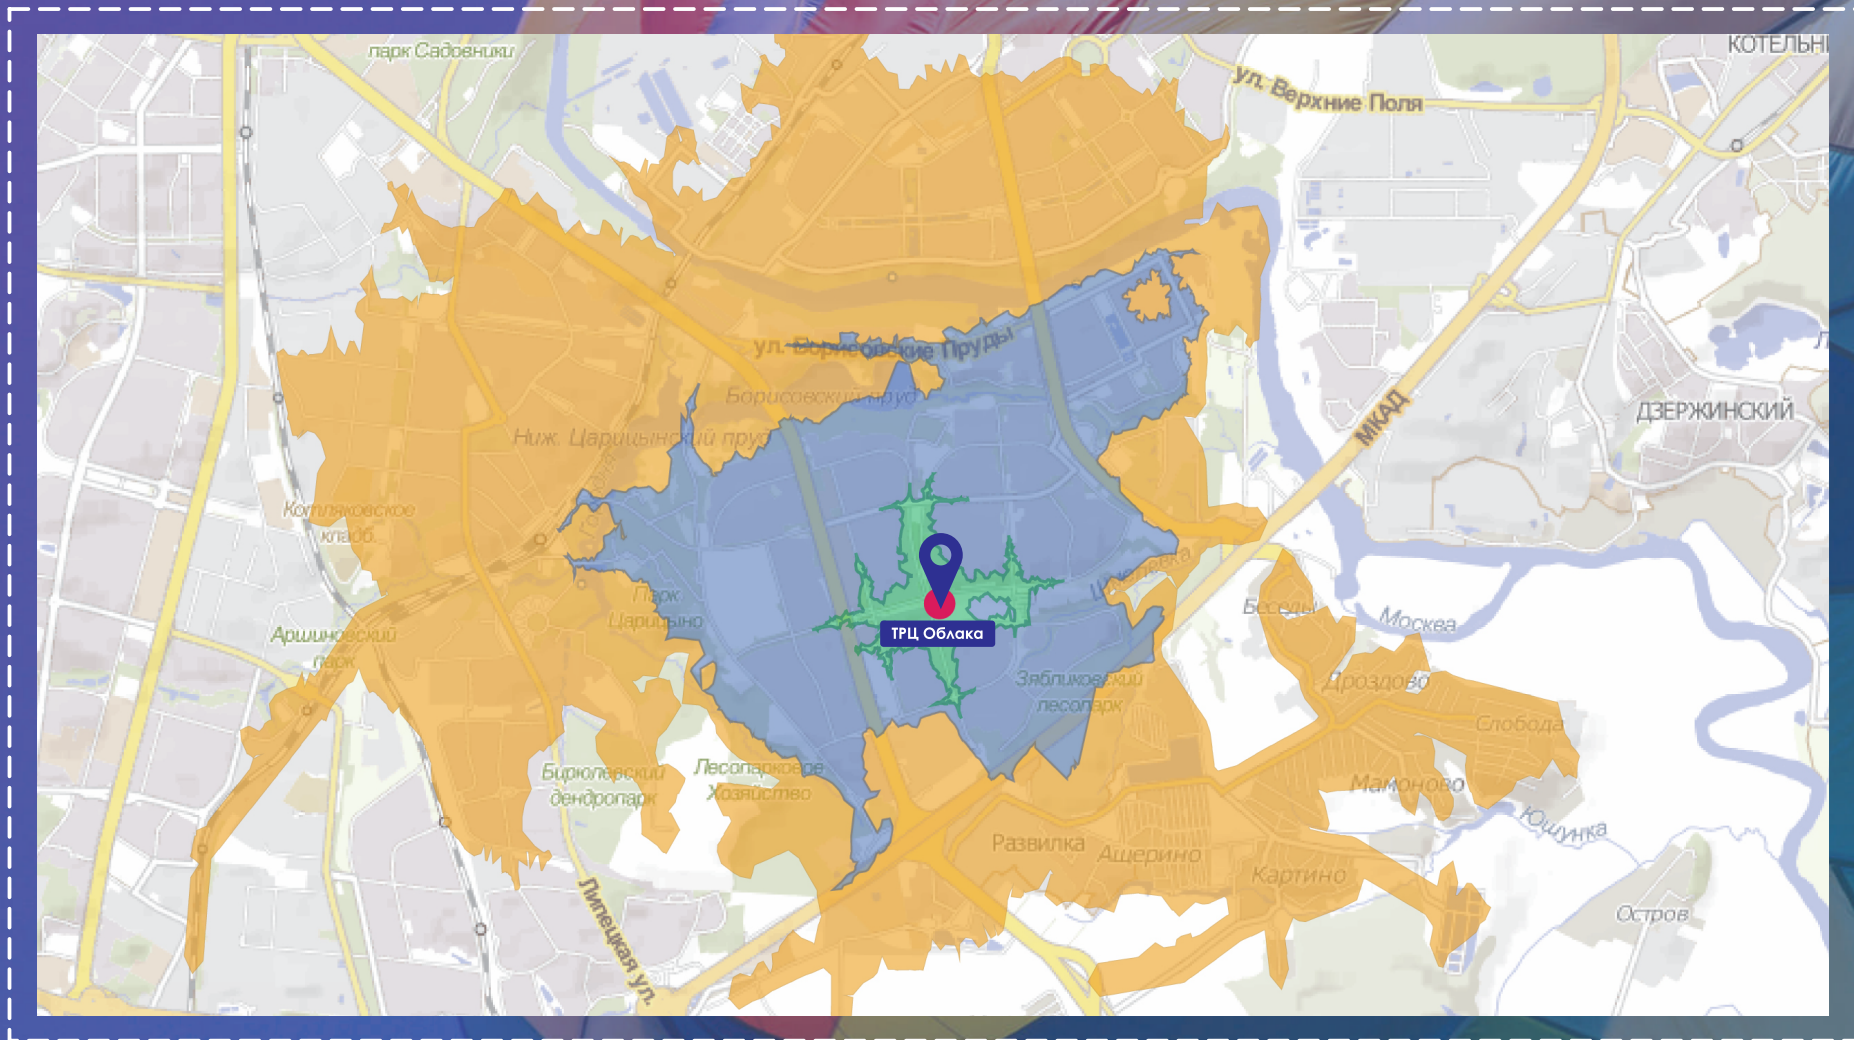 парк Садовники
КОТЕЛЬНИ
ул. Верхние Поля
ул. Борисовские Пруды
Борисовский пруд
Ниж. Царицынский пруд
МКАД
ДЗЕРЖИНСКИЙ
Котляковское
кладб.
Шмелёвка
Парк
Царицыно
Беседы
Москва
Аршиновский
парк
ТРЦ Облака
Зябликовский
лесопарк
Дроздово
Слобода
Бирюлевский
дендропарк
Лесопарковое
Хозяйство
Мамоново
Юшунка
Развилка
Ащерино
Картино
Остров
Липецкая ул.